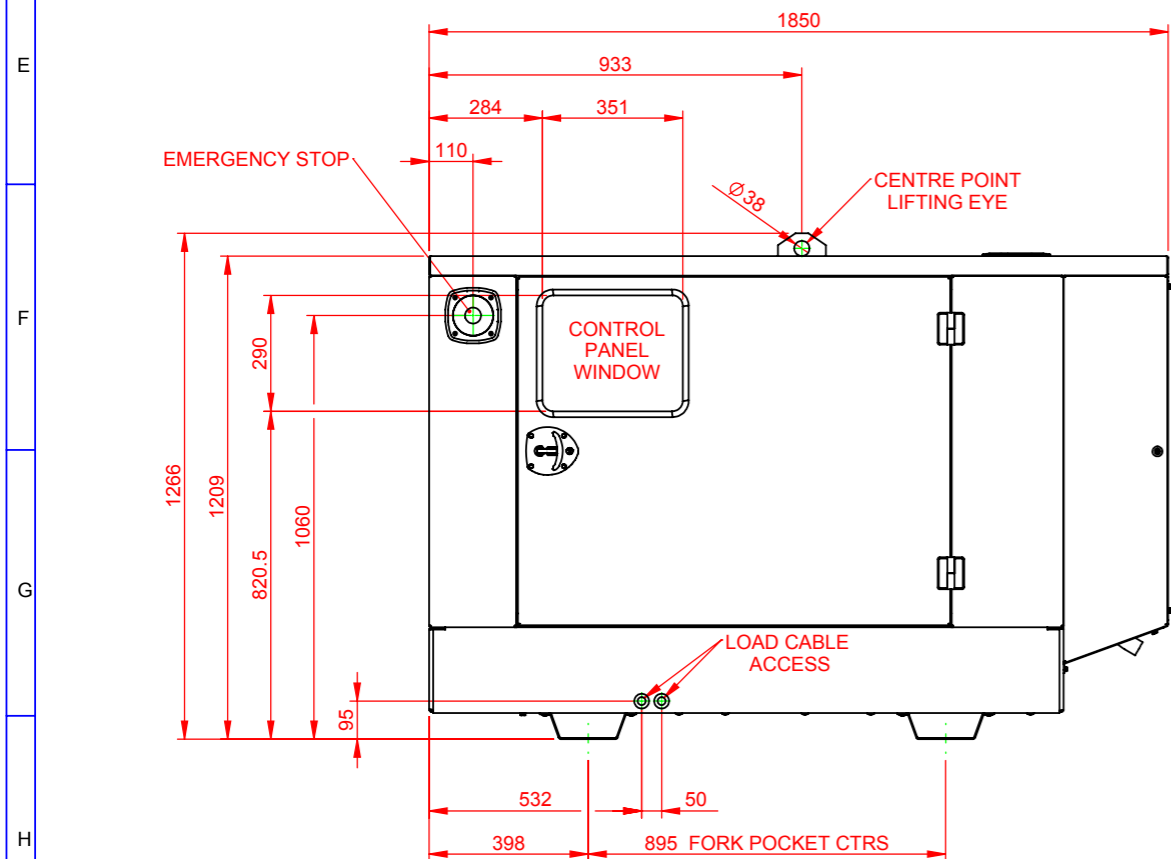 1850
E
933
284
351
110
EMERGENCY STOP
Ø38
CENTRE POINT
LIFTING EYE
F
CONTROL
PANEL
WINDOW
290
1266
1209
1060
820.5
G
LOAD CABLE
ACCESS
95
532
50
H
398
895 FORK POCKET CTRS